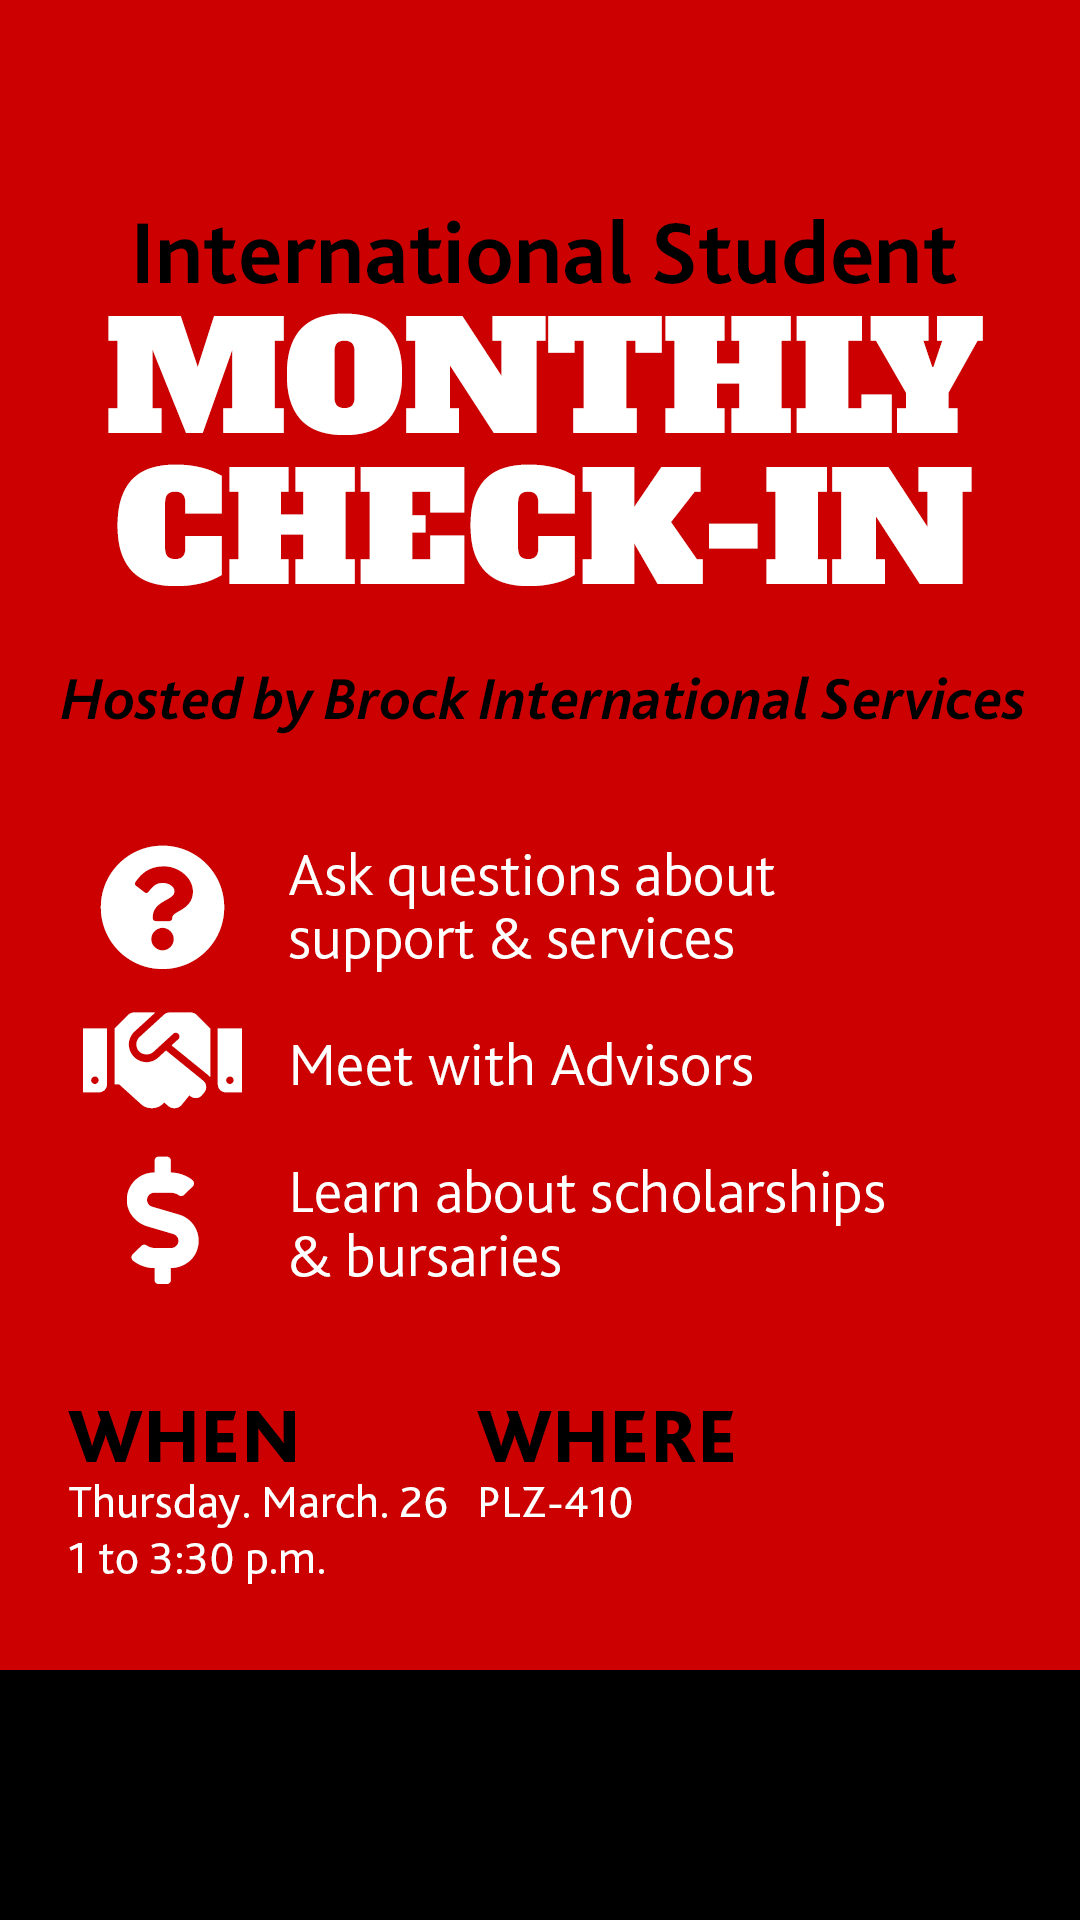 International Student
MONTHLY
CHECK-IN
Hosted by Brock International Services
Ask questions about
support & services
Meet with Advisors
Learn about scholarships
& bursaries
WHEN
Thursday. March. 26
1 to 3:30 p.m.
WHERE
PLZ-410